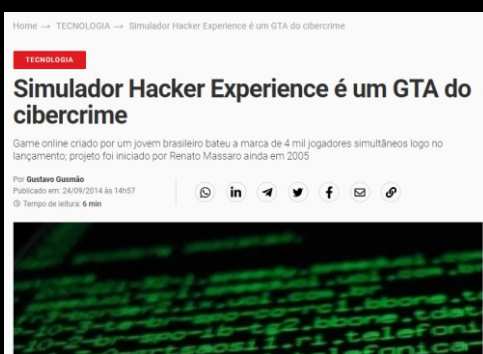 Home → TECNOLOGIA → Simulador Hacker Experience é um GTA do cibercrime
TECNOLOGIA
Simulador Hacker Experience é um GTA do
cibercrime
Game online criado por um jovem brasileiro bateu a marca de 4 mil jogadores simultâneos logo no
lançamento; projeto foi iniciado por Renato Massaro ainda em 2005
Por Gustavo Gusmão
Publicado em: 24/09/2014 às 14h57
Tempo de leitura: 6 min